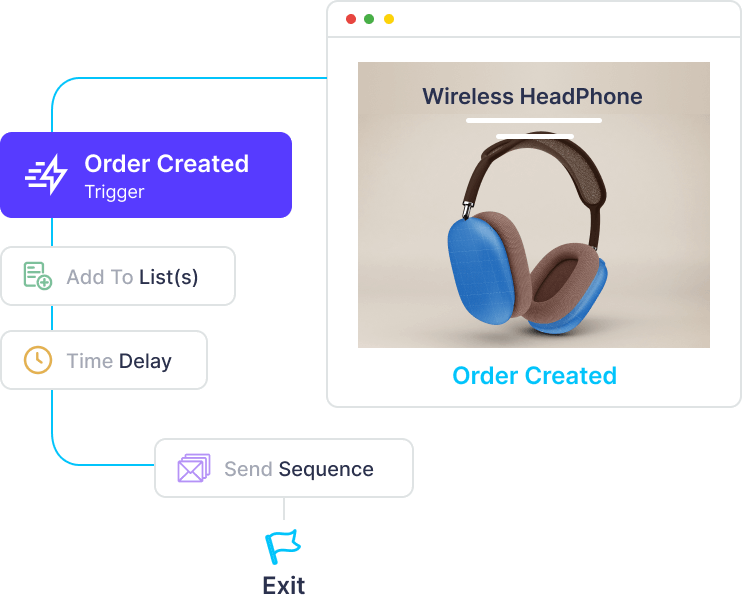 Wireless HeadPhone
Order Created
Trigger
Add To List(s)
Time Delay
Order Created
Send Sequence
Exit